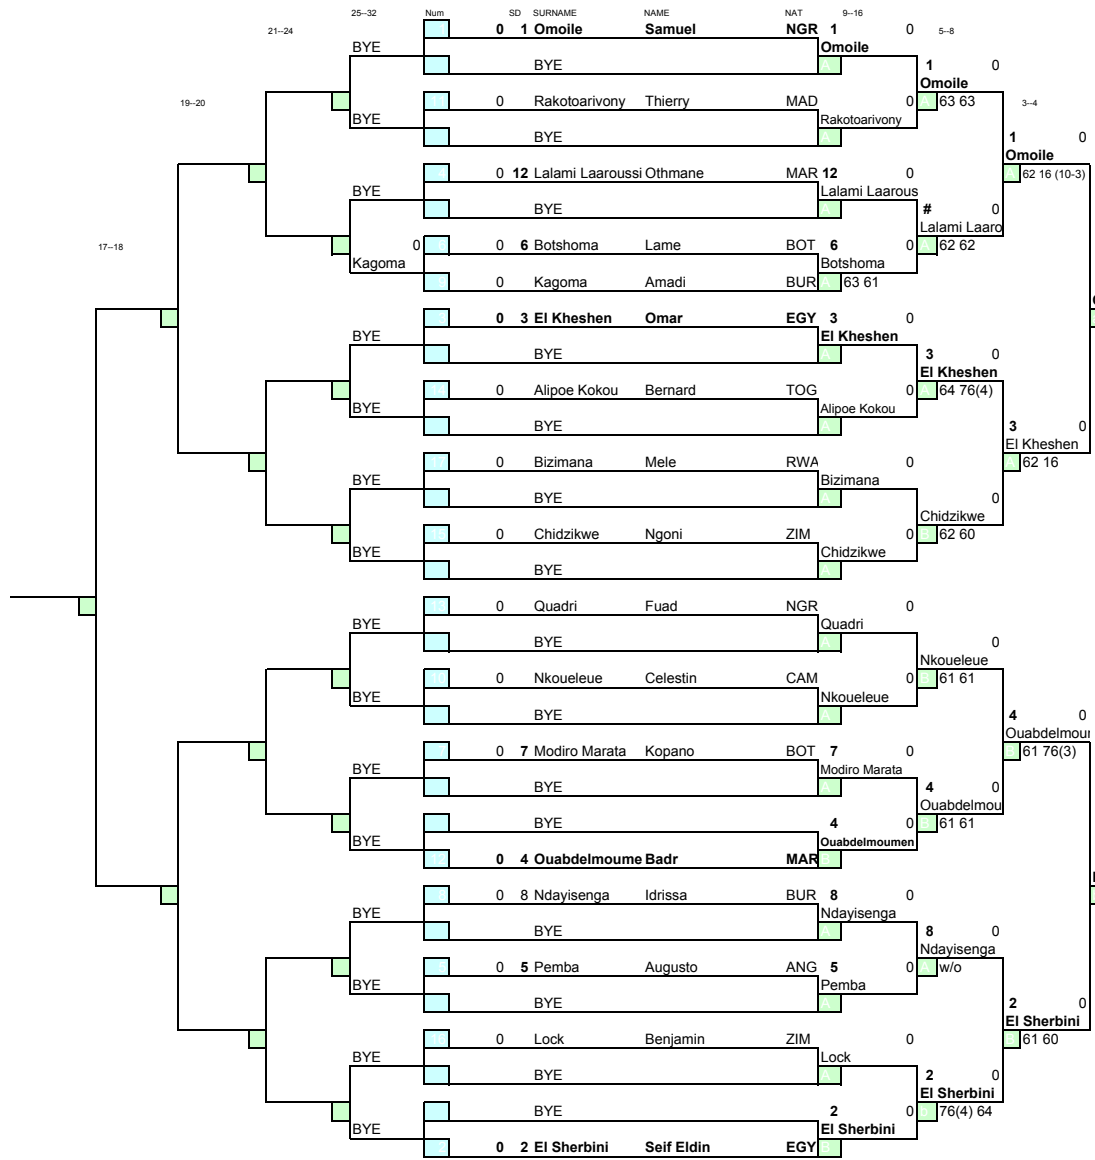 25--32 Num SD SURNAME NAME NAT 9--16
21--24 0 1 Omoile Samuel NGR 1 0 5--8
BYE Omoile
BYE 1 0
Omoile
19--20 0 Rakotoarivony Thierry MAD 0 63 63 3--4
BYE Rakotoarivony
BYE 1 0
Omoile
0 12 Lalami Laaroussi Othmane MAR 12 0 62 16 (10-3)
BYE Lalami Laarous
BYE # 0
Lalami Laaro
17--18 0 0 6 Botshoma Lame BOT 6 0 62 62
Kagoma Botshoma
0 Kagoma Amadi BUR 63 61
0 3 El Kheshen Omar EGY 3 0
BYE El Kheshen
BYE 3 0
El Kheshen
0 Alipoe Kokou Bernard TOG 0 64 76(4)
BYE Alipoe Kokou
BYE 3 0
El Kheshen
0 Bizimana Mele RWA 0 62 16
BYE Bizimana
BYE 0
Chidzikwe
0 Chidzikwe Ngoni ZIM 0 62 60
BYE Chidzikwe
BYE
0 Quadri Fuad NGR 0
BYE Quadri
BYE 0
Nkoueleue
0 Nkoueleue Celestin CAM 0 61 61
BYE Nkoueleue
BYE 4 0
Ouabdelmour
0 7 Modiro Marata Kopano BOT 7 0 61 76(3)
BYE Modiro Marata
BYE 4 0
Ouabdelmou
BYE 4 0 61 61
BYE Ouabdelmoumen
0 4 Ouabdelmoume Badr MAR
0 8 Ndayisenga Idrissa BUR 8 0
BYE Ndayisenga
BYE 8 0
Ndayisenga
0 5 Pemba Augusto ANG 5 0 w/o
BYE Pemba
BYE 2 0
El Sherbini
0 Lock Benjamin ZIM 0 61 60
BYE Lock
BYE 2 0
El Sherbini
BYE 2 0 76(4) 64
BYE El Sherbini
0 2 El Sherbini Seif Eldin EGY